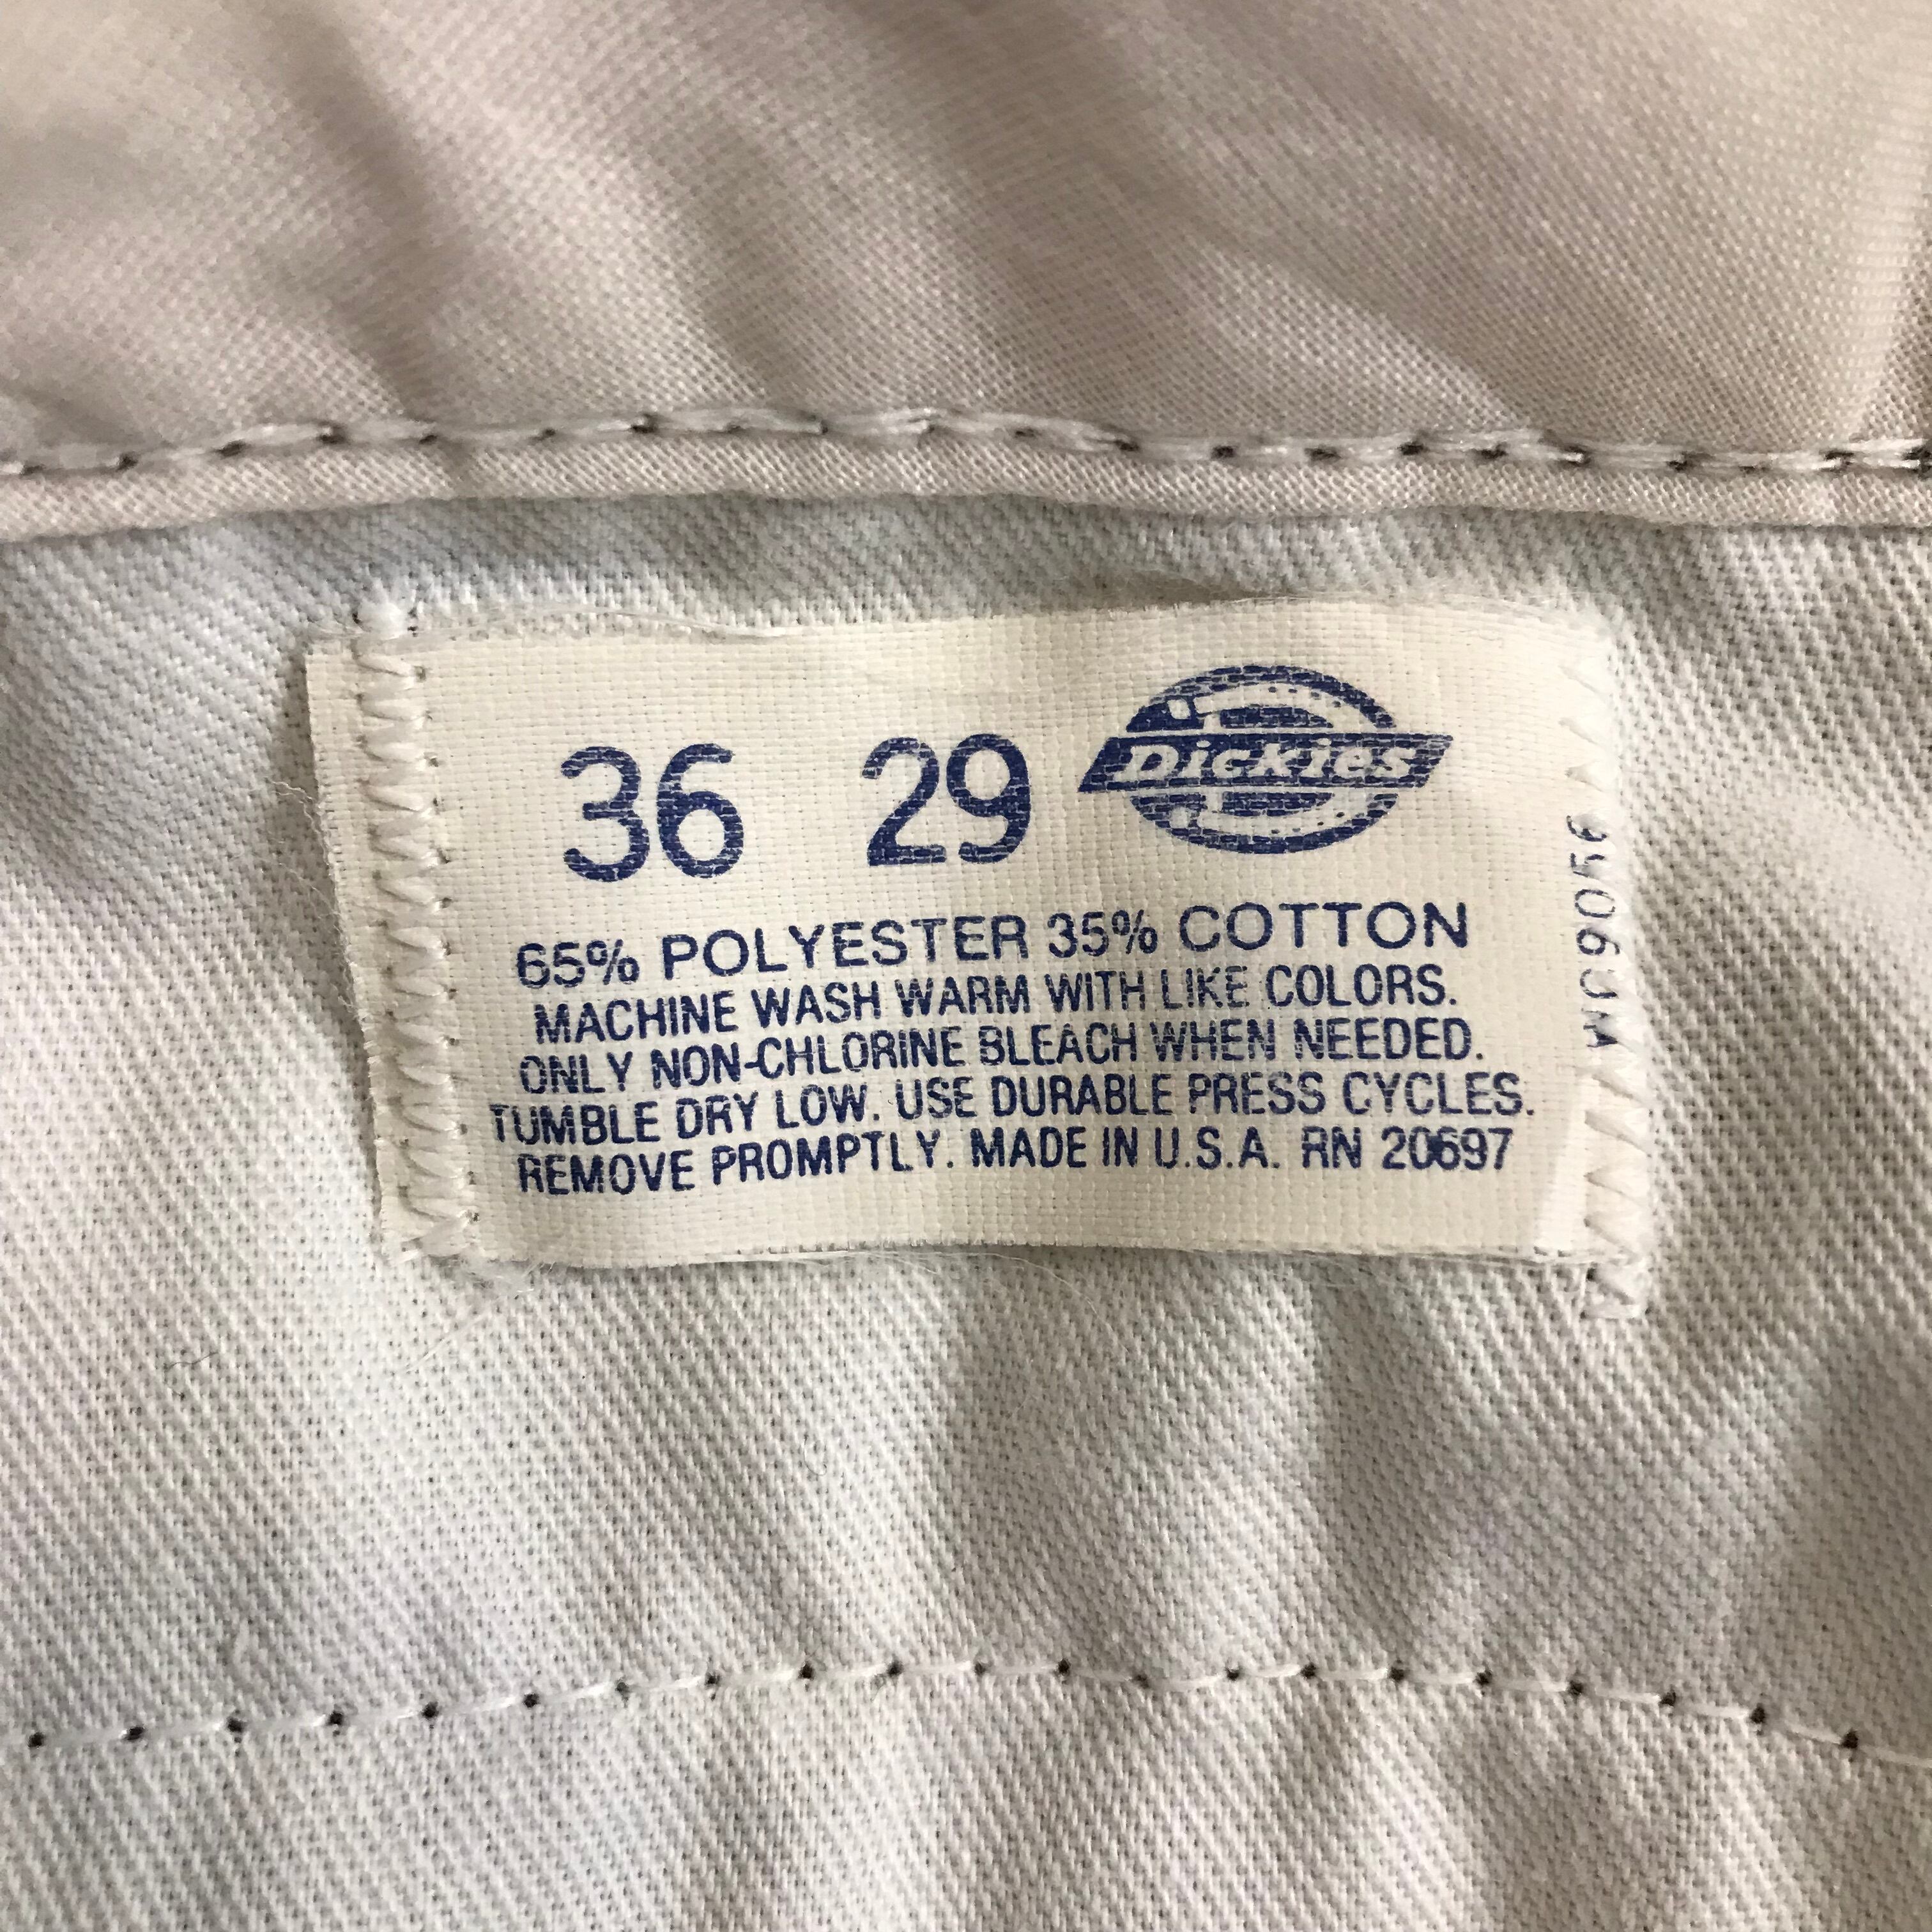 36 29 Dickies
65% POLYESTER 35% COTTON
MACHINE WASH WARM WITH LIKE COLORS.
ONLY NON-CHLORINE BLEACH WHEN NEEDED.
TUMBLE DRY LOW. USE DURABLE PRESS CYCLES.
REMOVE PROMPTLY. MADE IN U.S.A. RN 20697